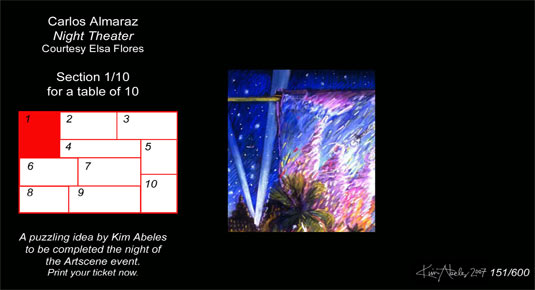 Carlos Almaraz
Night Theater
Courtesy Elsa Flores
Section 1/10
for a table of 10
1
2
3
4
5
6
7
8
9
10
A puzzling idea by Kim Abeles
to be completed the night of
the Artscene event.
Print your ticket now.
Kim Abeles 2007 151/600